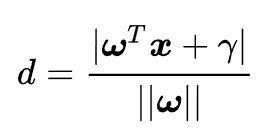 d = |ω^T x + γ| / ||ω||